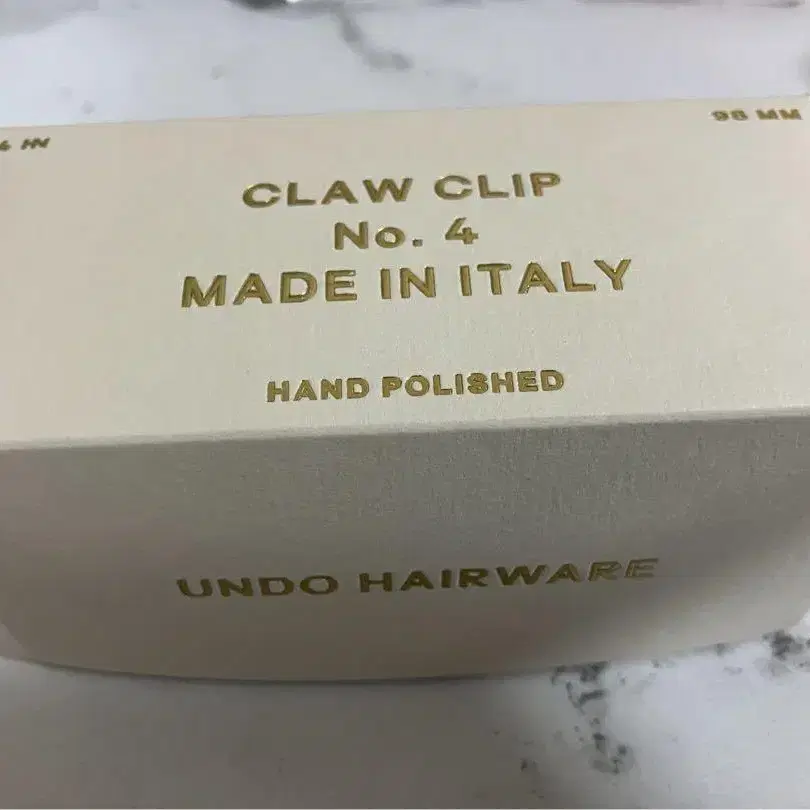 98 MM
CLAW CLIP
No. 4
MADE IN ITALY
HAND POLISHED
UNDO HAIRWARE